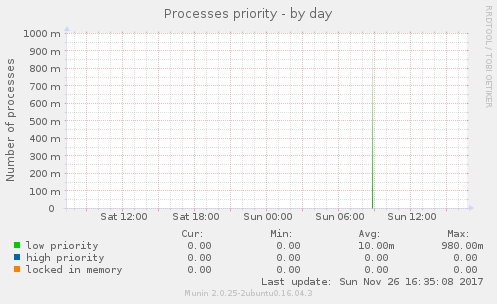 Processes priority - by day
RRDTOOL / TOBI OETIKER
Number of processes
1000 m
900 m
800 m
700 m
600 m
500 m
400 m
300 m
200 m
100 m
0
Sat 12:00 Sat 18:00 Sun 00:00 Sun 06:00 Sun 12:00
Cur: Min: Avg: Max:
low priority 0.00 0.00 10.00m 980.00m
high priority 0.00 0.00 0.00 0.00
locked in memory 0.00 0.00 0.00 0.00
Last update: Sun Nov 26 16:35:08 2017
Munin 2.0.25-2ubuntu0.16.04.3